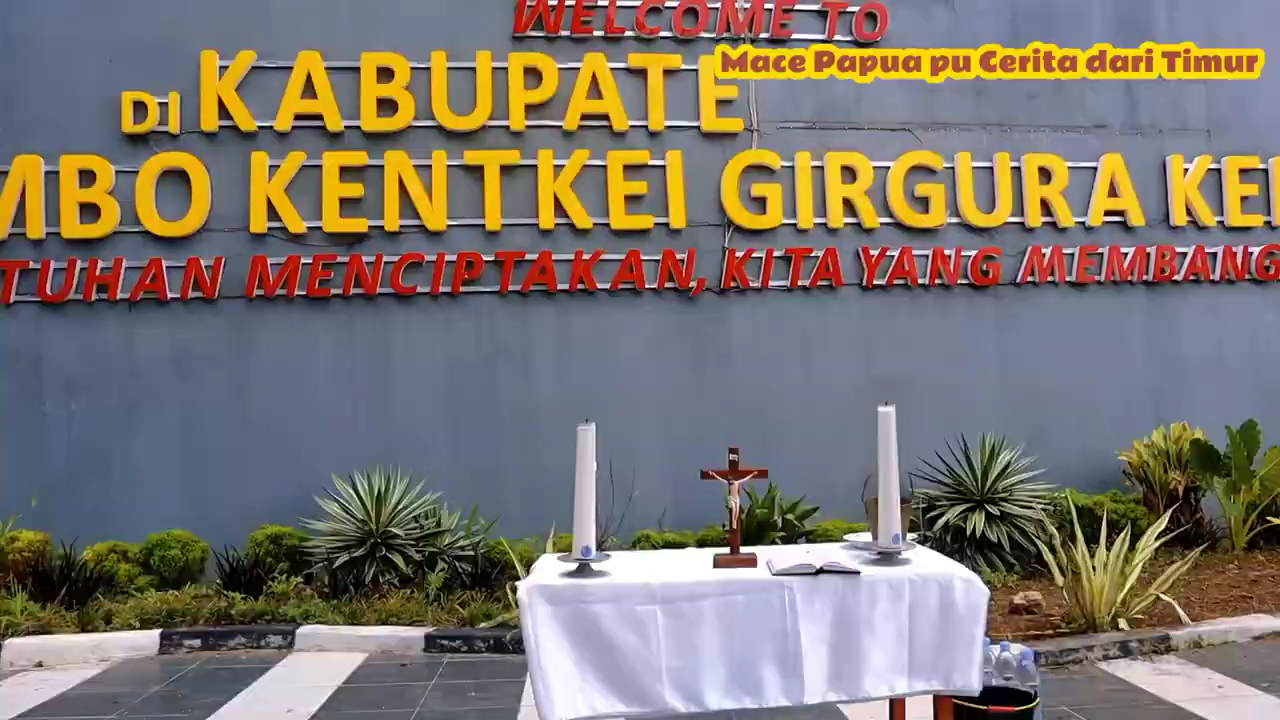 WELCOME TO
Mace Papua pu Cerita dari Timur
DI KABUPATE
MBO KENTKEI GIRGURA KE
TUHAN MENCIPTAKAN, KITA YANG MEMBANG